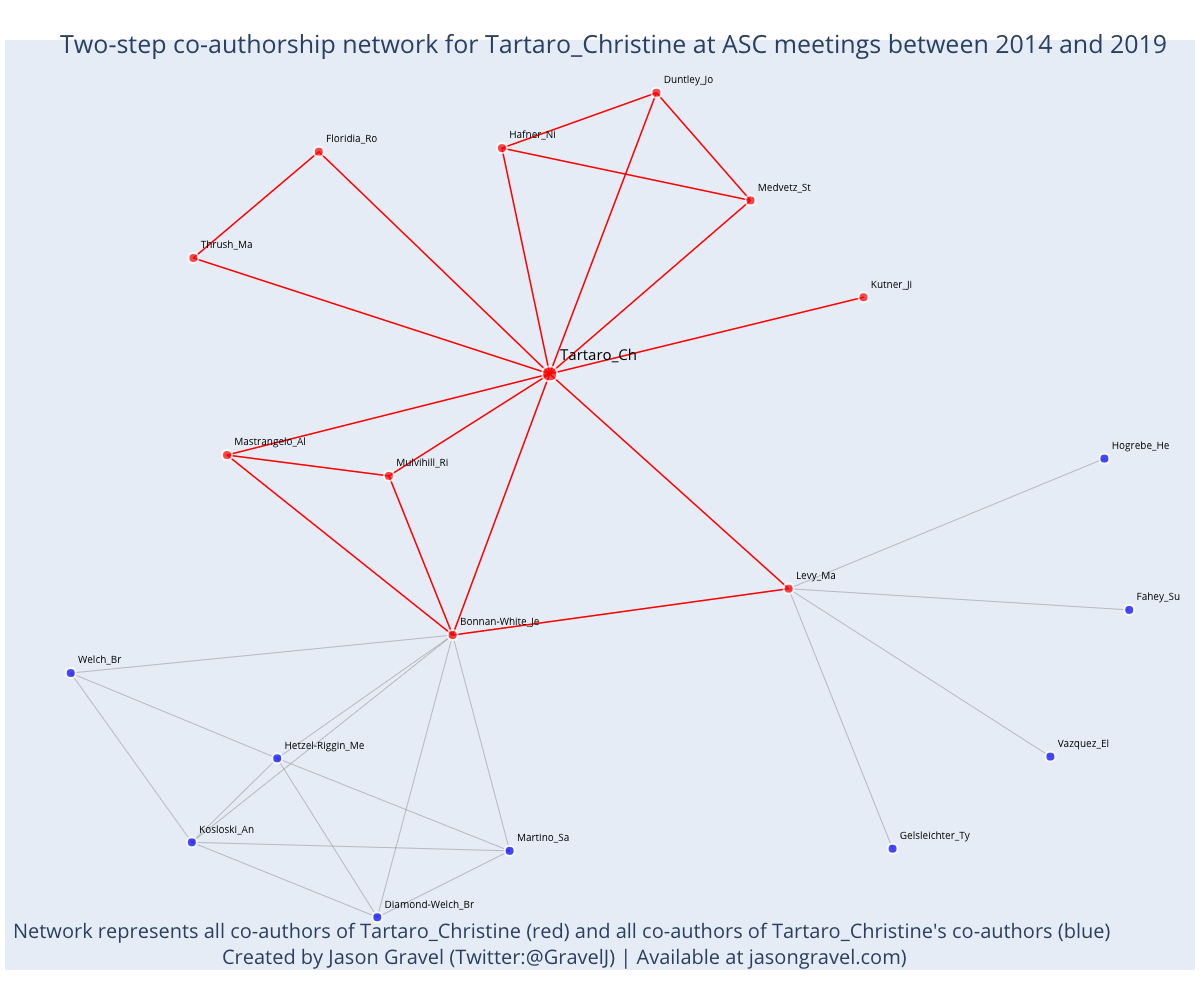 Two-step co-authorship network for Tartaro_Christine at ASC meetings between 2014 and 2019
Duntley_Jo
Hafner_Ni
Floridia_Ro
Medvetz_St
Thrush_Ma
Kutner_Ji
Tartaro_Ch
Mastrangelo_Al
Mulvihill_Ri
Hogrebe_He
Levy_Ma
Fahey_Su
Bonnan-White_Je
Welch_Br
Hetzel-Riggin_Me
Vazquez_El
Kosloski_An
Martino_Sa
Gelsleichter_Ty
Diamond-Welch_Br
Network represents all co-authors of Tartaro_Christine (red) and all co-authors of Tartaro_Christine's co-authors (blue)
Created by Jason Gravel (Twitter:@GravelJ) | Available at jasongravel.com)